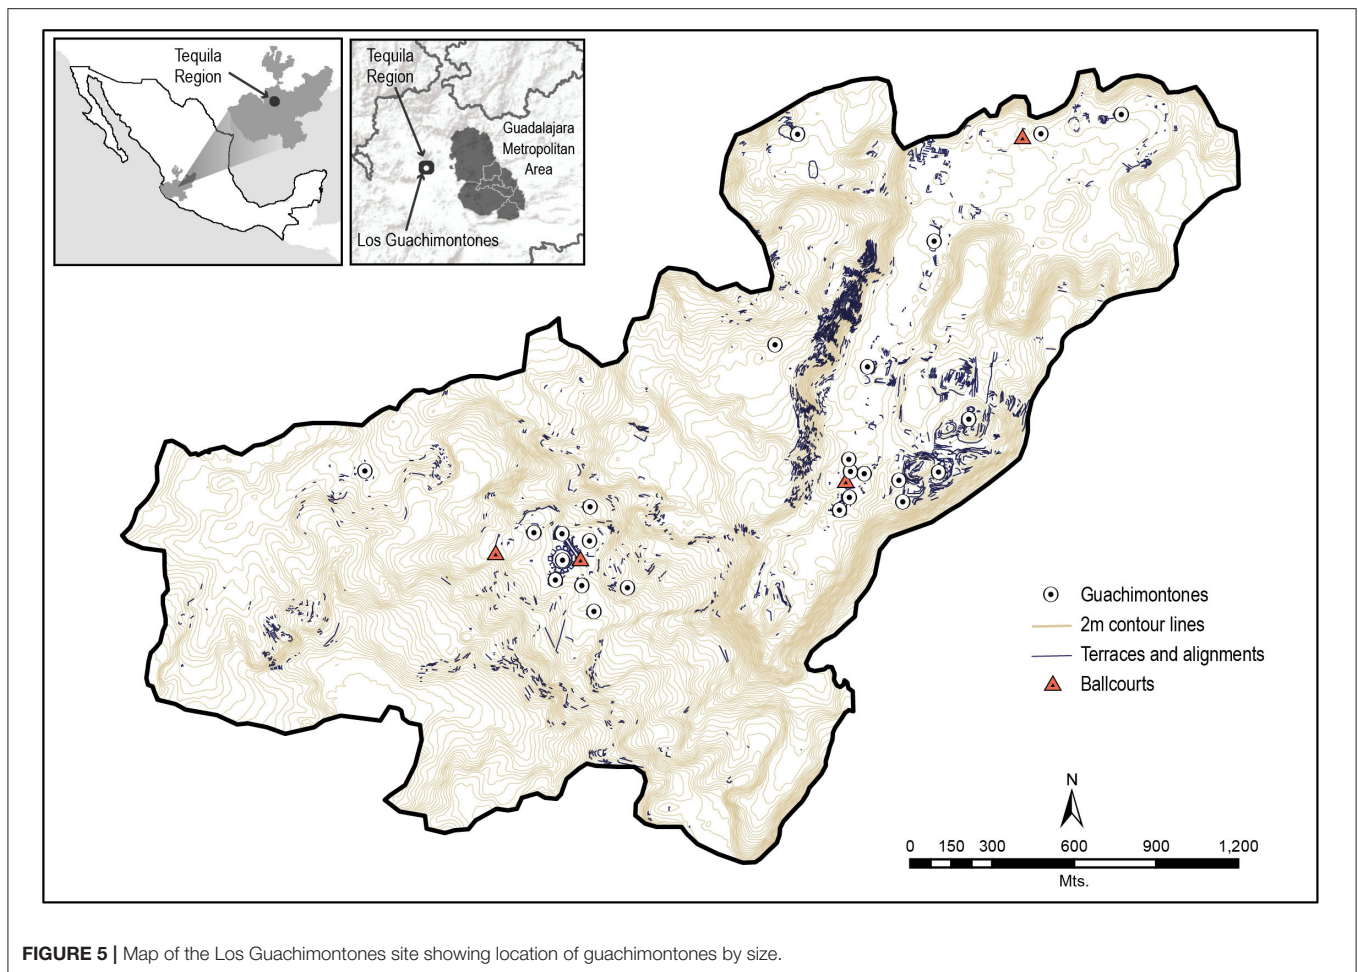 Tequila
Region
Tequila
Region
Guadalajara
Metropolitan
Area
Los Guachimontones
Guachimontones
2m contour lines
Terraces and alignments
Ballcourts
N
0 150 300 600 900 1,200
Mts.
FIGURE 5 | Map of the Los Guachimontones site showing location of guachimontones by size.